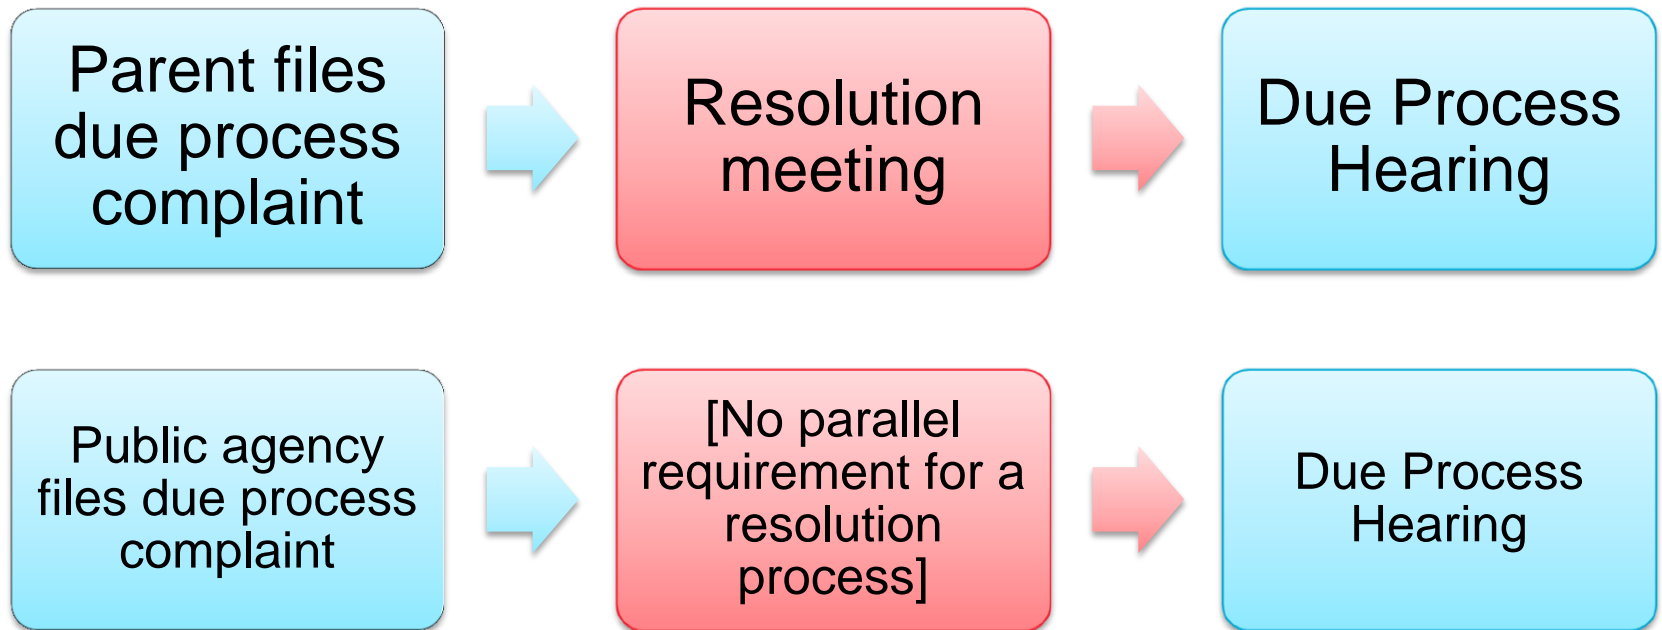 Parent files
due process
complaint
Resolution
meeting
Due Process
Hearing
Public agency
files due process
complaint
[No parallel
requirement for a
resolution
process]
Due Process
Hearing